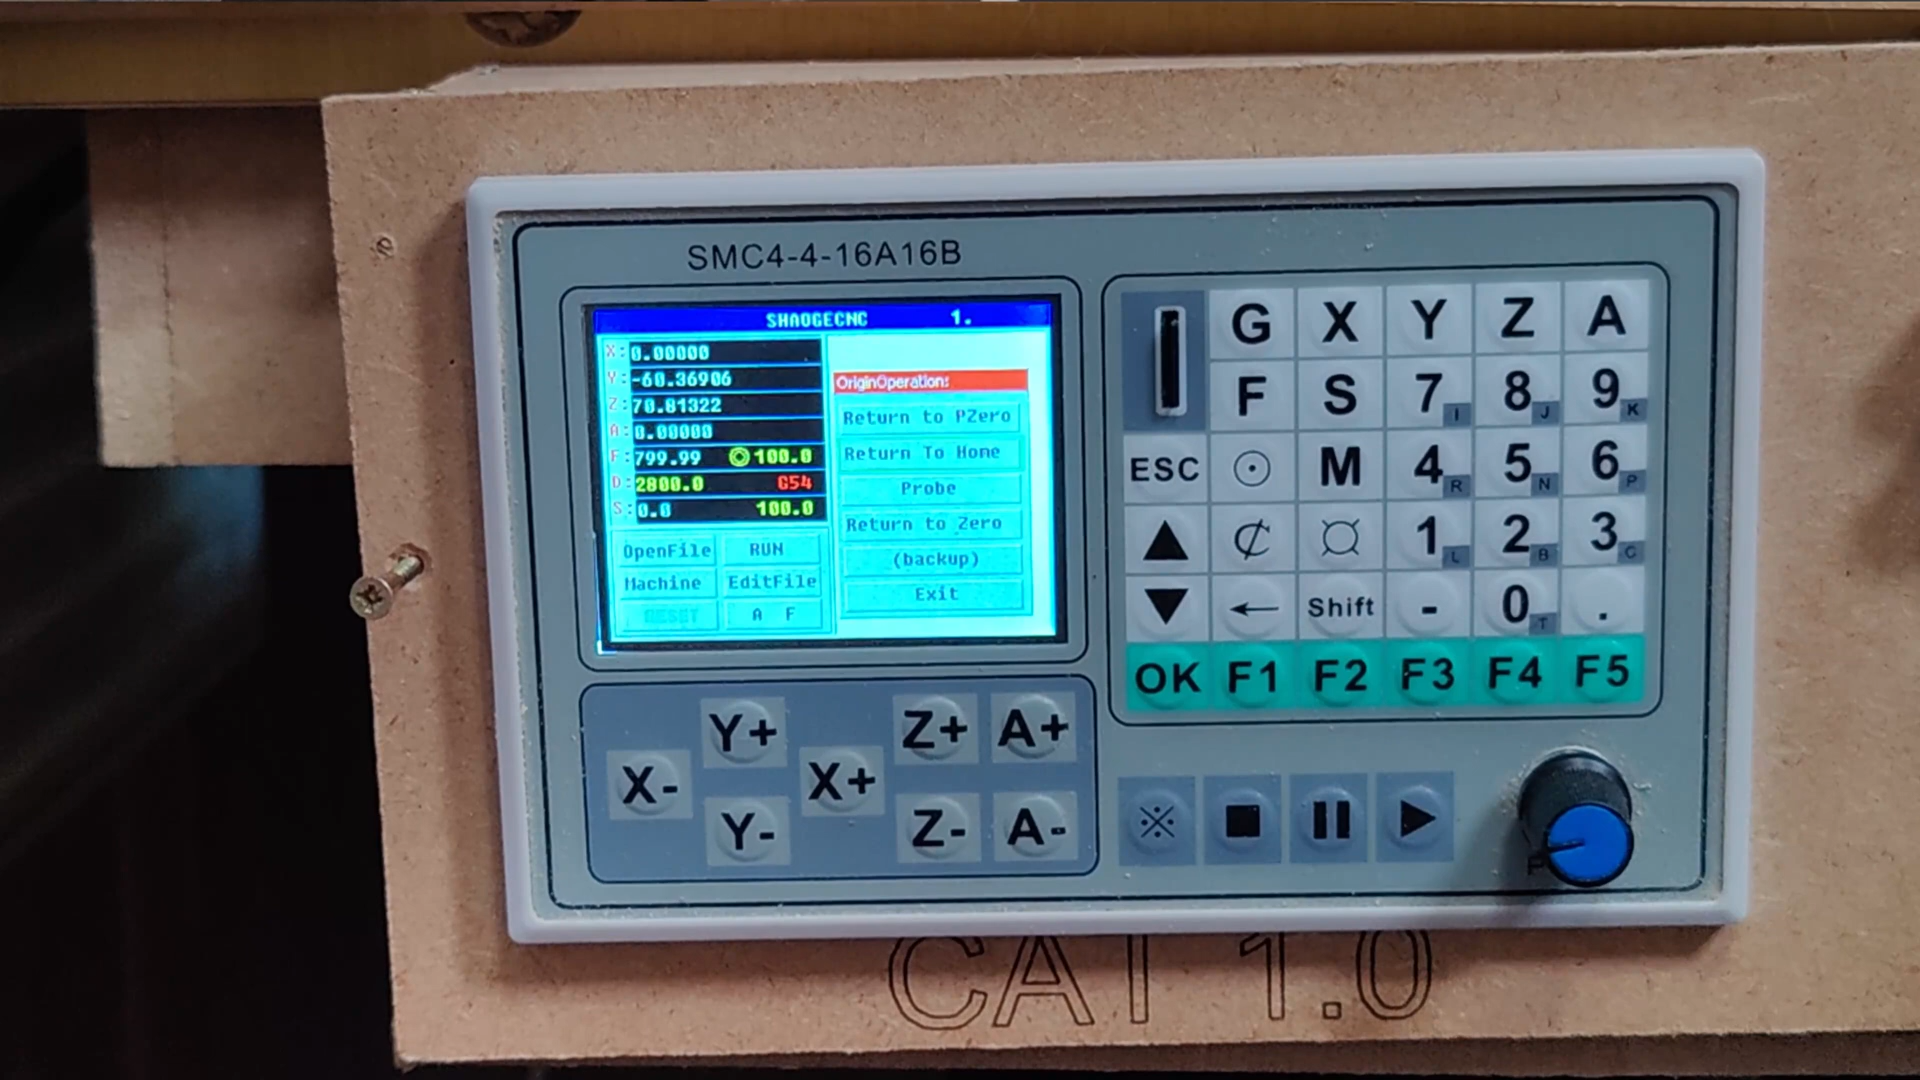 SMC4-4-16A16B
SHAOGECNC 1.
X:0.00000
Y:-60.36906
Z:70.81322
A:0.00000
F:799.99 100.0
D:2800.0 G54
S:0.0 100.0
OpenFile RUN
Machine EditFile
RESET A F
OriginOperation:
Return to PZero
Return To Home
Probe
Return to Zero
(backup)
Exit
G X Y Z A
F S 7 I 8 J 9 K
ESC M 4 R 5 N 6 P
1 L 2 B 3 C
Shift - 0 T .
OK F1 F2 F3 F4 F5
Y+ Z+ A+
X- X+
Y- Z- A-
CAT 1.0